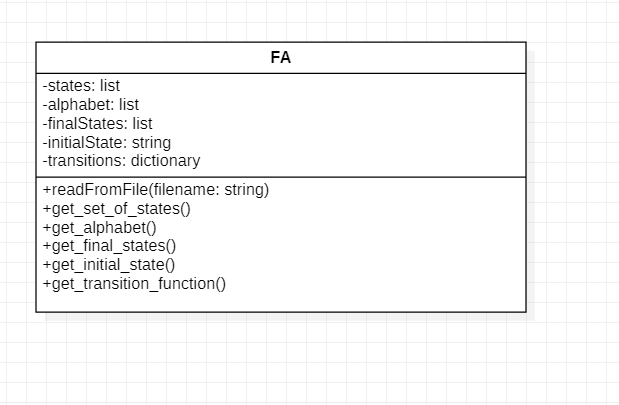 FA
-states: list
-alphabet: list
-finalStates: list
-initialState: string
-transitions: dictionary
+readFromFile(filename: string)
+get_set_of_states()
+get_alphabet()
+get_final_states()
+get_initial_state()
+get_transition_function()